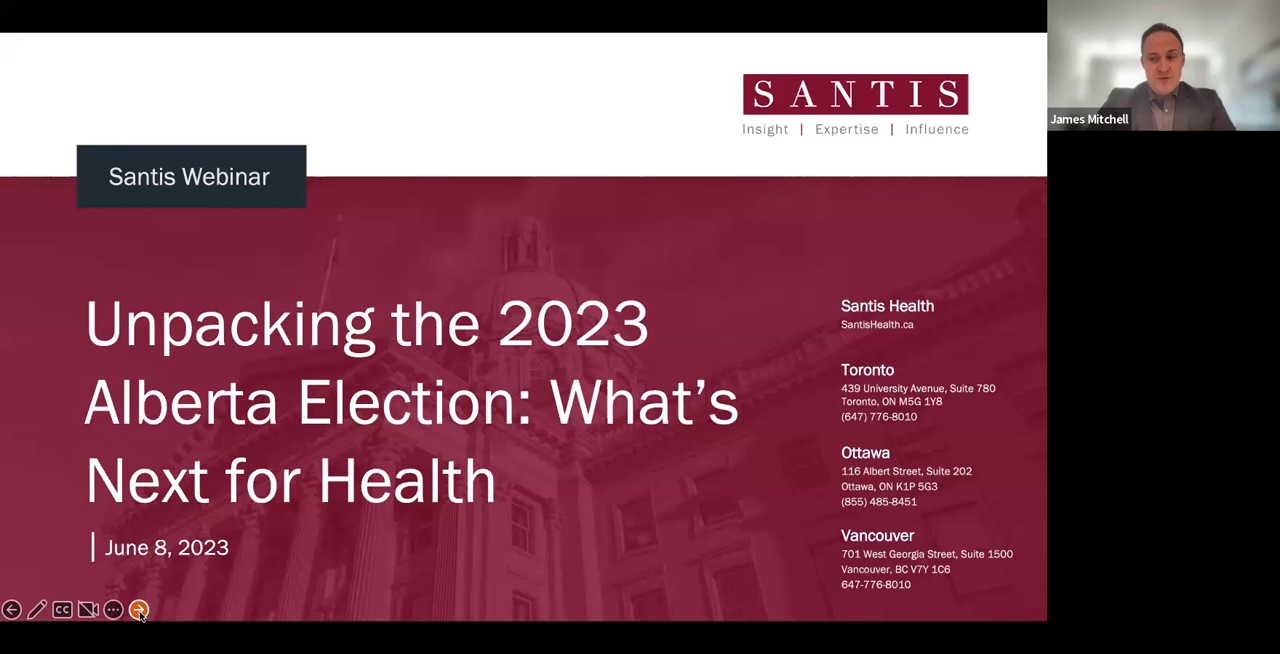 SANTIS
Insight | Expertise | Influence
James Mitchell
Santis Webinar
Unpacking the 2023
Alberta Election: What's
Next for Health
June 8, 2023
Santis Health
SantisHealth.ca
Toronto
439 University Avenue, Suite 780
Toronto, ON M5G 1Y8
(647) 776-8010
Ottawa
116 Albert Street, Suite 202
Ottawa, ON K1P 5G3
(855) 485-8451
Vancouver
701 West Georgia Street, Suite 1500
Vancouver, BC V7Y 1C6
647-776-8010
CC